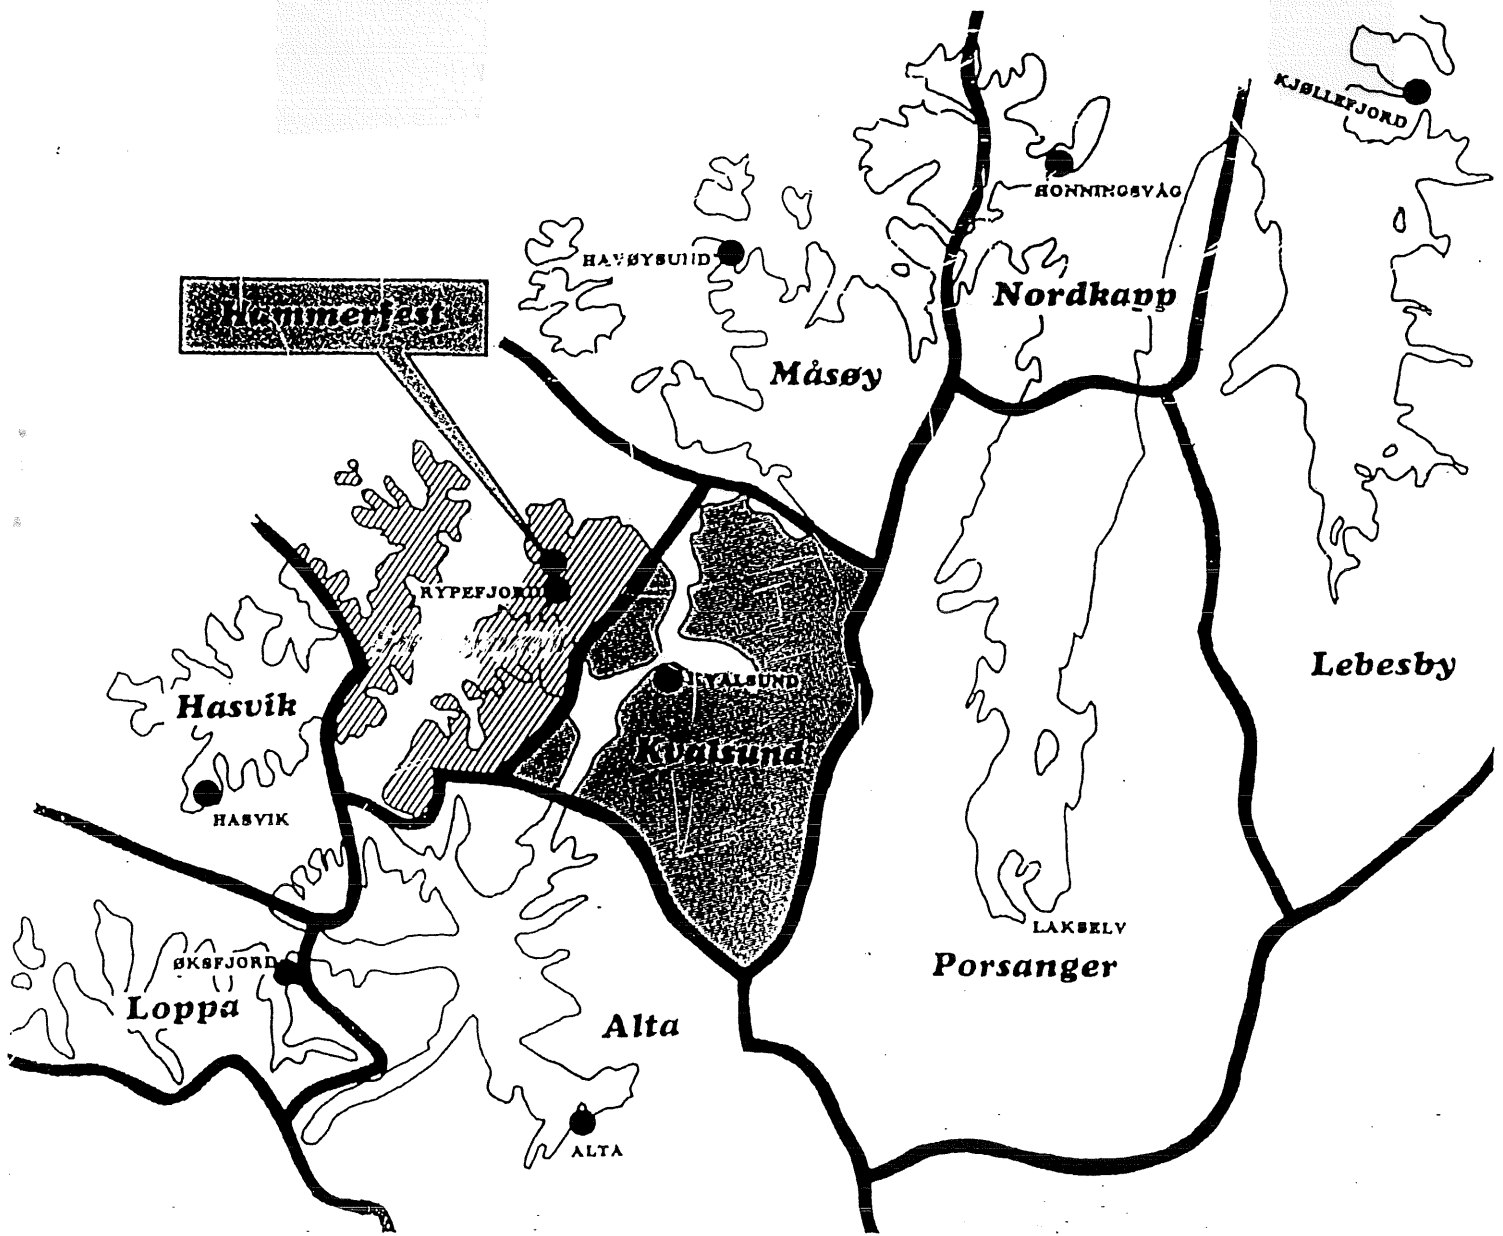 KJØLLEFJORD
HONNINGSVÅG
HAVØYSUND
Nordkapp
Hammerfest
Måsøy
RYPEFJORD
Lebesby
KVALSUND
Hasvik
Kvalsund
HASVIK
LAKSELV
ØKSFJORD
Porsanger
Loppa
Alta
ALTA